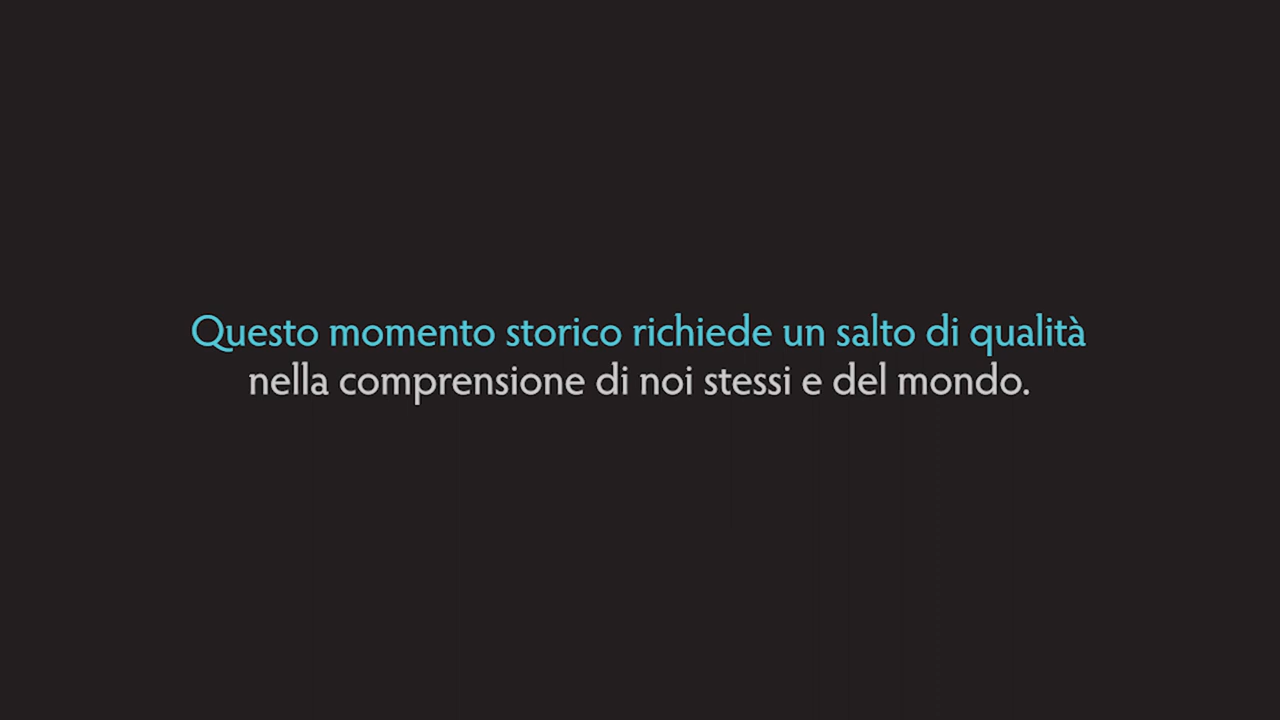 Questo momento storico richiede un salto di qualità
nella comprensione di noi stessi e del mondo.